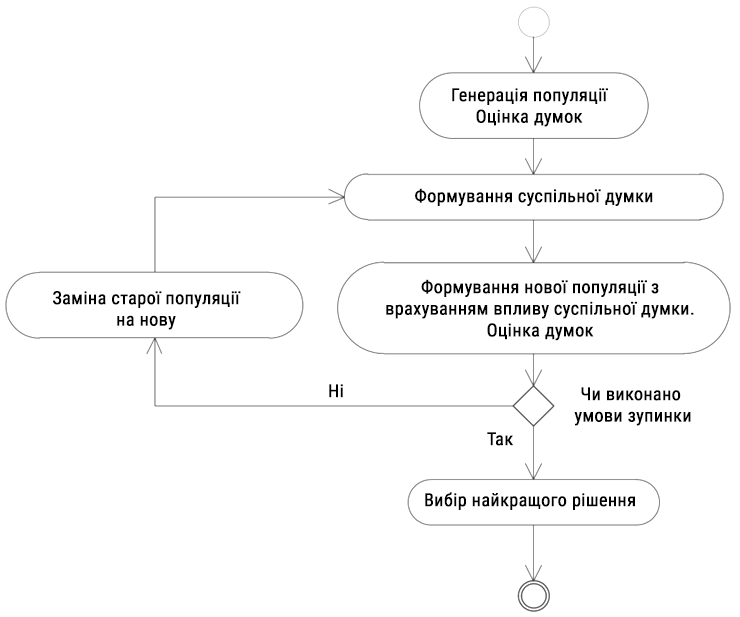 Генерація популяції
Оцінка думок
Формування суспільної думки
Заміна старої популяції
на нову
Формування нової популяції з
врахуванням впливу суспільної думки.
Оцінка думок
Ні
Чи виконано
умови зупинки
Так
Вибір найкращого рішення